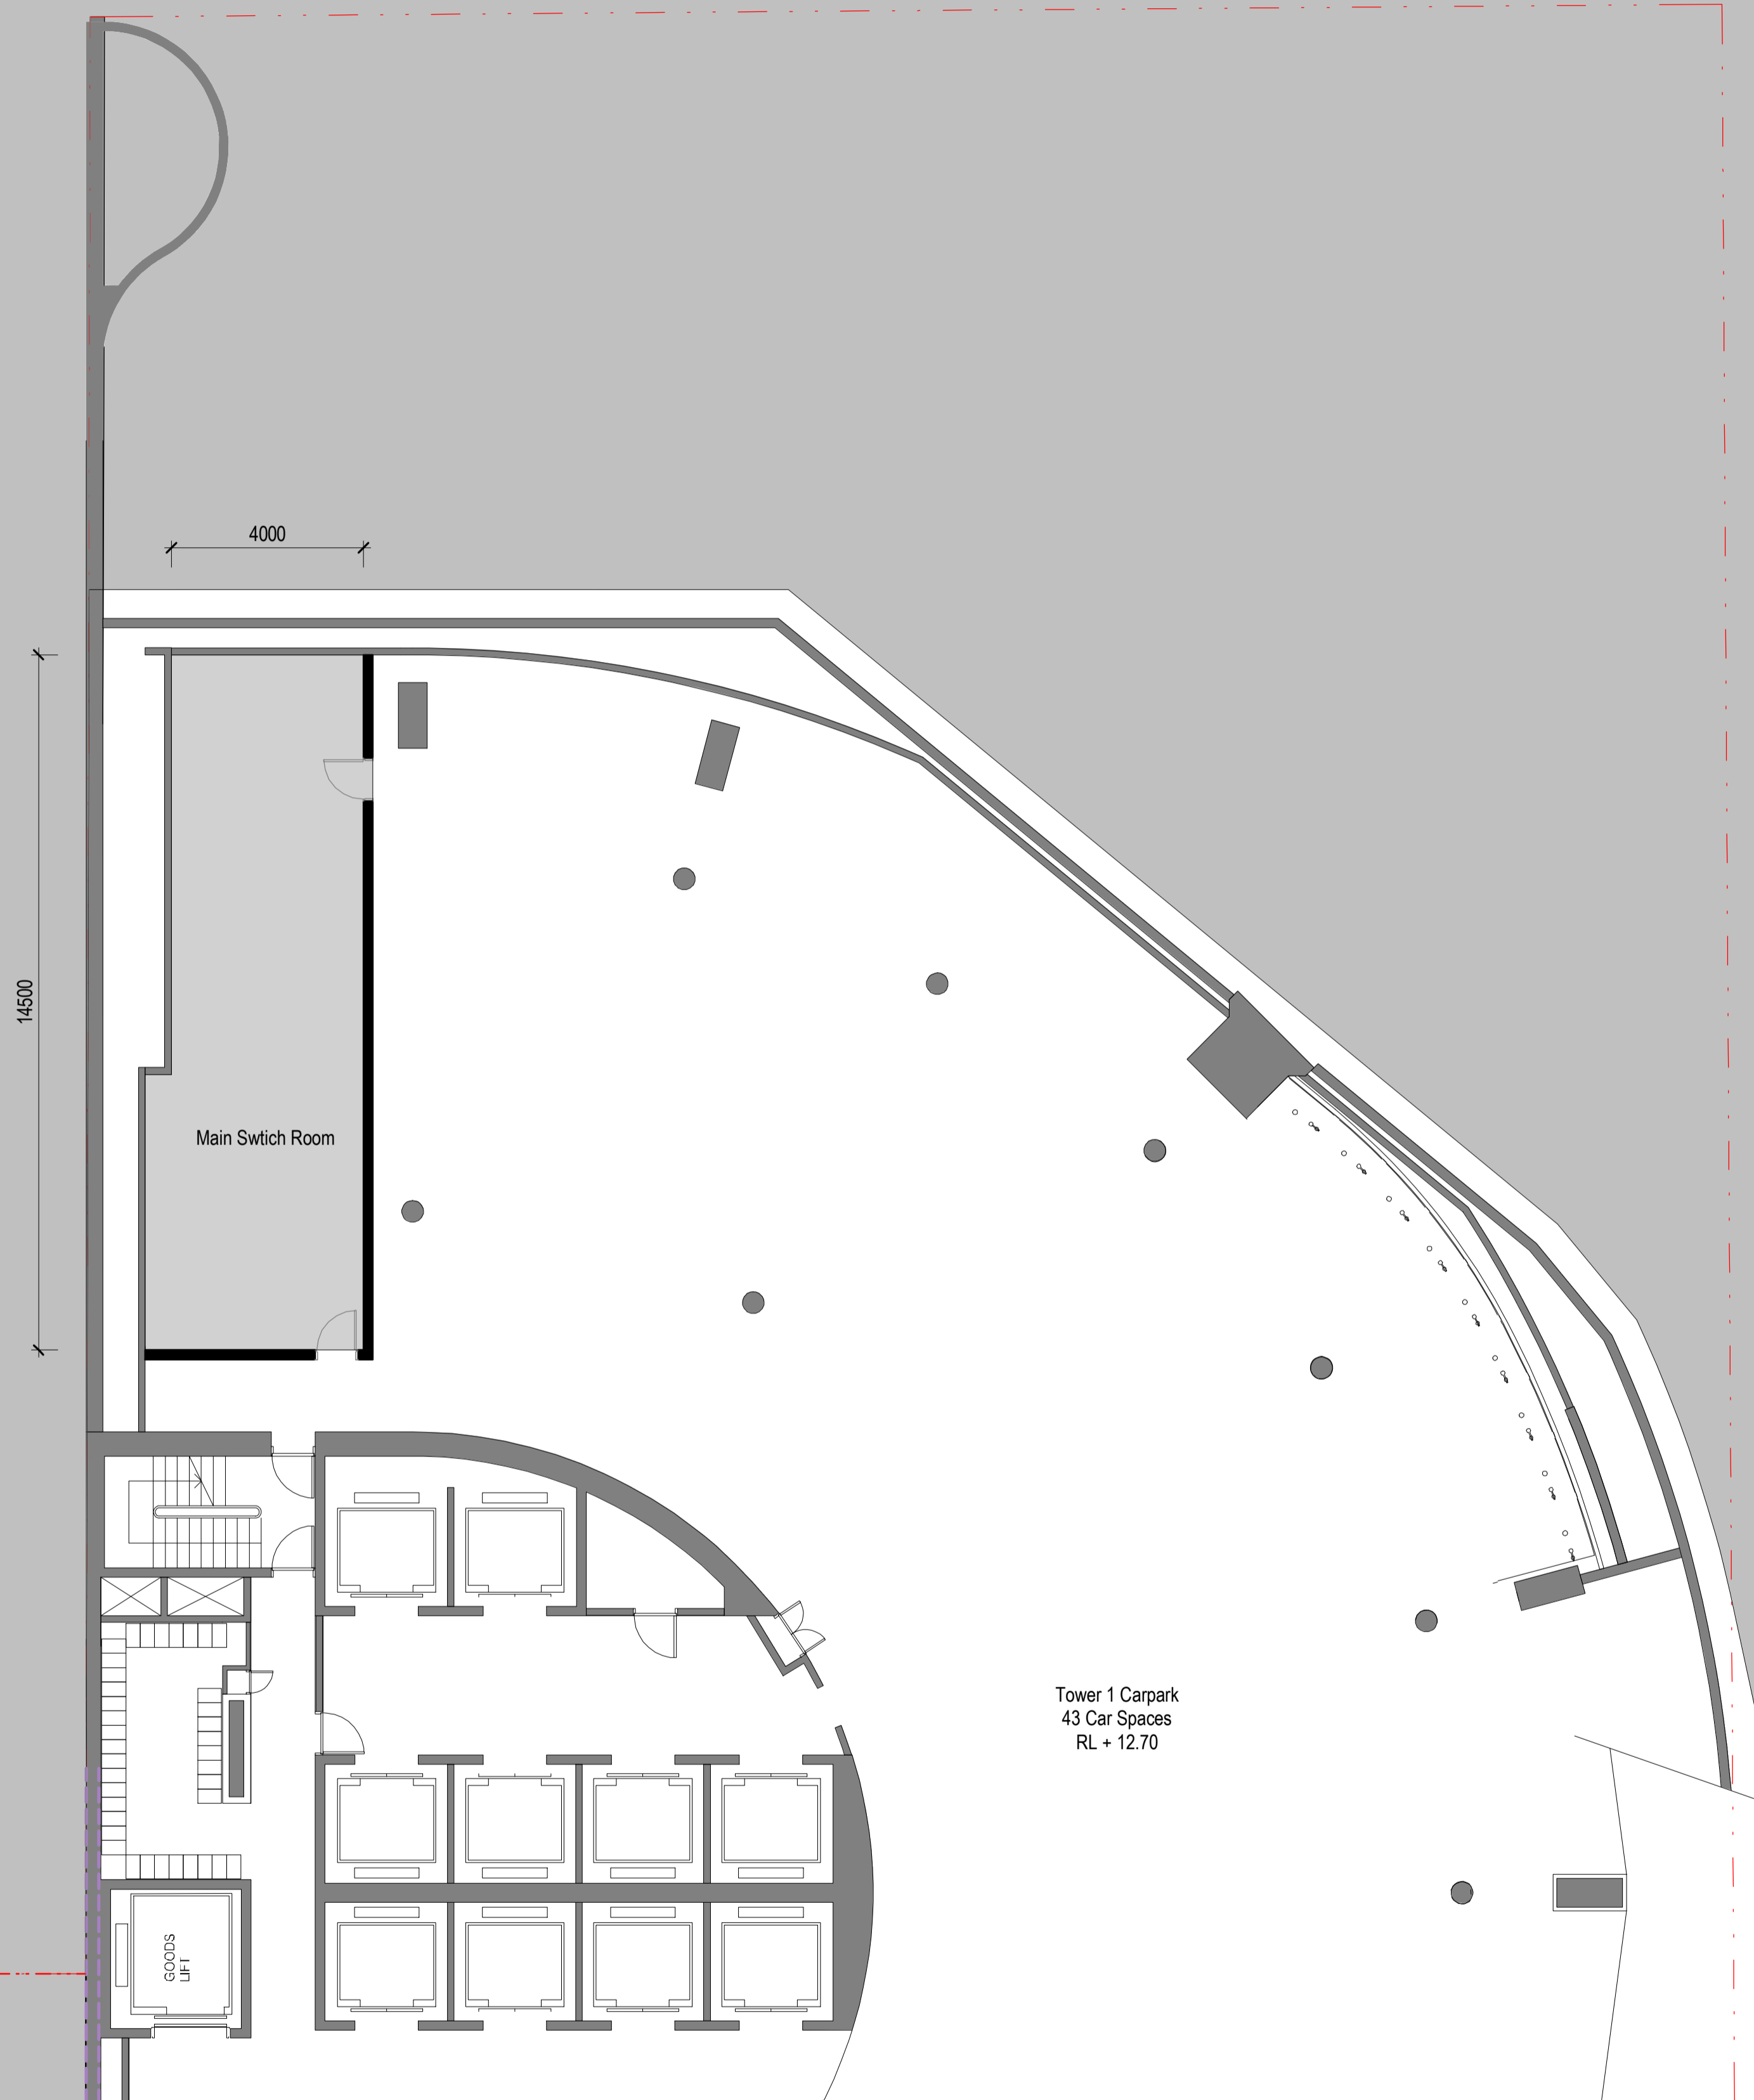 4000
14500
Main Swtich Room
Tower 1 Carpark
43 Car Spaces
RL + 12.70
GOODS
LIFT